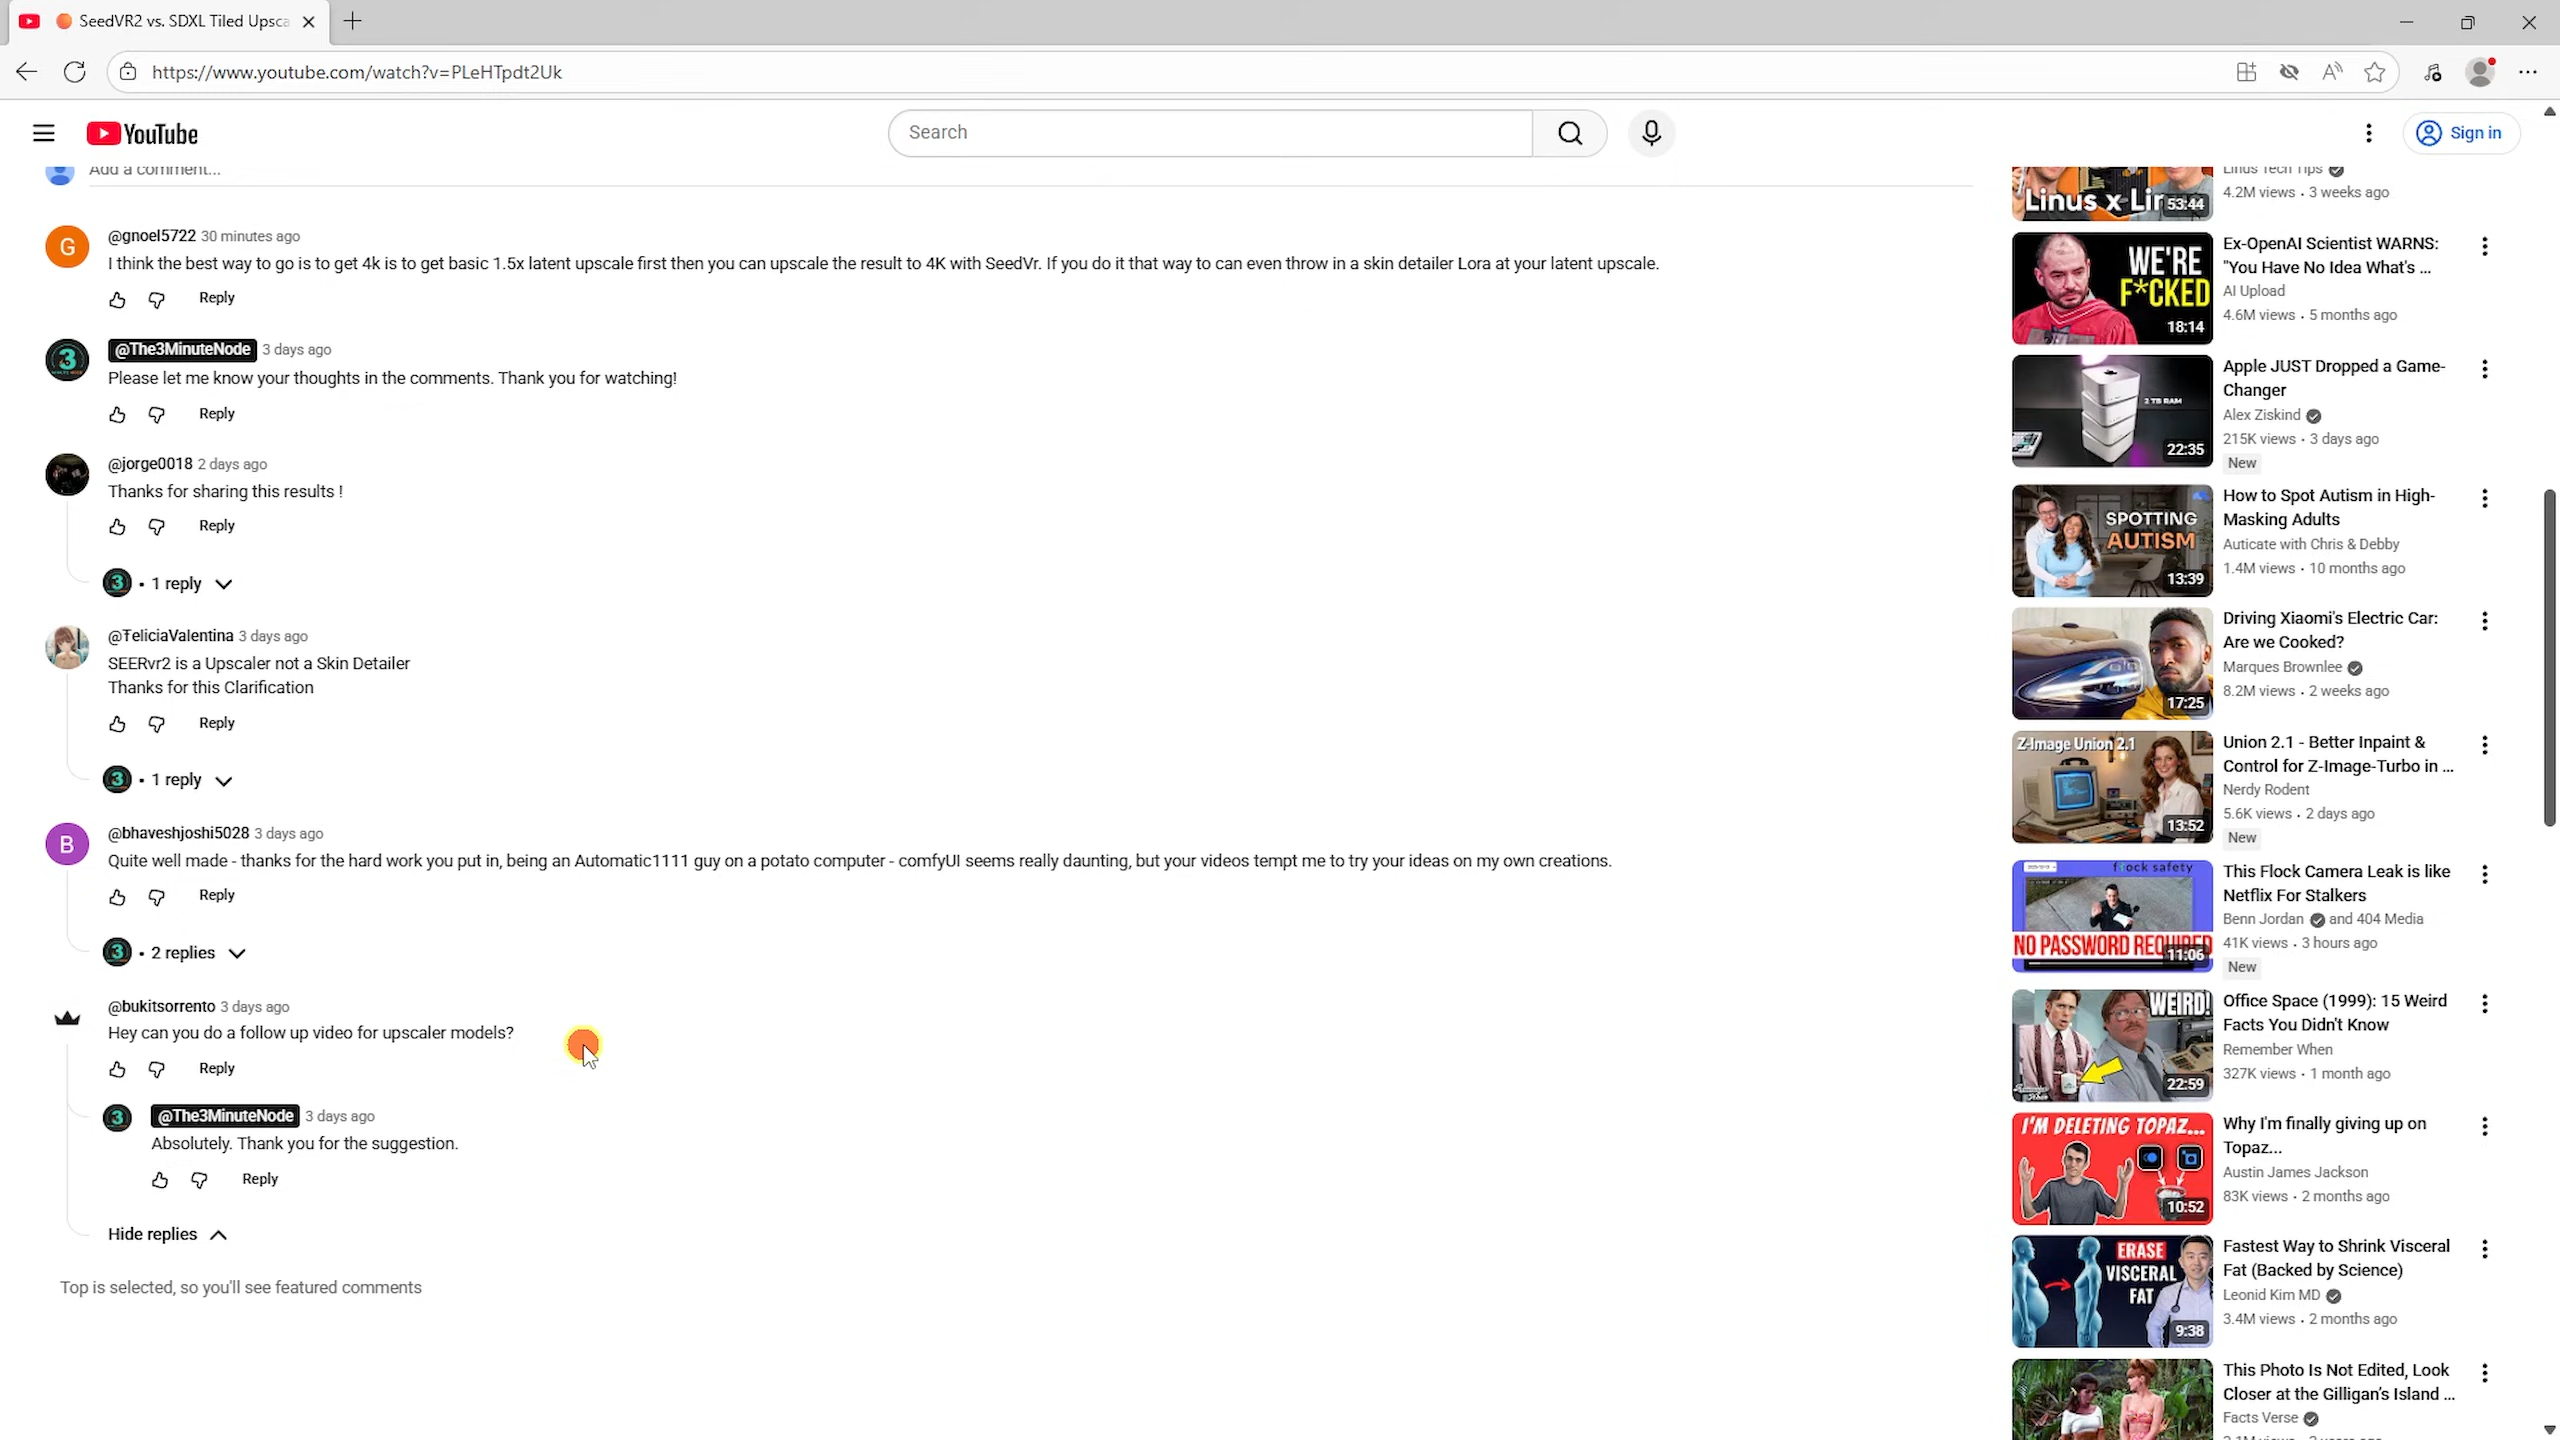 SeedVR2 vs. SDXL Tiled Upsca
https://www.youtube.com/watch?v=PLeHTpdt2Uk
YouTube
Search
Sign in
Add a comment...
@gnoel5722 30 minutes ago
I think the best way to go is to get 4k is to get basic 1.5x latent upscale first then you can upscale the result to 4K with SeedVr. If you do it that way to can even throw in a skin detailer Lora at your latent upscale.
Reply
@The3MinuteNode 3 days ago
Please let me know your thoughts in the comments. Thank you for watching!
Reply
@jorge0018 2 days ago
Thanks for sharing this results !
Reply
• 1 reply
@ŦeliciaValentina 3 days ago
SEERvr2 is a Upscaler not a Skin Detailer
Thanks for this Clarification
Reply
• 1 reply
B
@bhaveshjoshi5028 3 days ago
Quite well made - thanks for the hard work you put in, being an Automatic1111 guy on a potato computer - comfyUI seems really daunting, but your videos tempt me to try your ideas on my own creations.
Reply
• 2 replies
@bukitsorrento 3 days ago
Hey can you do a follow up video for upscaler models?
Reply
@The3MinuteNode 3 days ago
Absolutely. Thank you for the suggestion.
Reply
Hide replies
Top is selected, so you'll see featured comments
Linus x Lin 53:44
Linus Tech Tips
4.2M views • 3 weeks ago
WE'RE
F*CKED
18:14
Ex-OpenAI Scientist WARNS:
"You Have No Idea What's ...
AI Upload
4.6M views • 5 months ago
2 TB RAM
22:35
Apple JUST Dropped a Game-
Changer
Alex Ziskind
215K views • 3 days ago
New
SPOTTING
AUTISM
13:39
How to Spot Autism in High-
Masking Adults
Auticate with Chris & Debby
1.4M views • 10 months ago
17:25
Driving Xiaomi's Electric Car:
Are we Cooked?
Marques Brownlee
8.2M views • 2 weeks ago
Z-Image Union 2.1
13:52
Union 2.1 - Better Inpaint &
Control for Z-Image-Turbo in ...
Nerdy Rodent
5.6K views • 2 days ago
New
flock safety
NO PASSWORD REQUIRED
11:06
This Flock Camera Leak is like
Netflix For Stalkers
Benn Jordan and 404 Media
41K views • 3 hours ago
New
WEIRD!
22:59
Office Space (1999): 15 Weird
Facts You Didn't Know
Remember When
327K views • 1 month ago
I'M DELETING TOPAZ...
10:52
Why I'm finally giving up on
Topaz...
Austin James Jackson
83K views • 2 months ago
ERASE
VISCERAL
FAT
9:38
Fastest Way to Shrink Visceral
Fat (Backed by Science)
Leonid Kim MD
3.4M views • 2 months ago
This Photo Is Not Edited, Look
Closer at the Gilligan's Island ...
Facts Verse